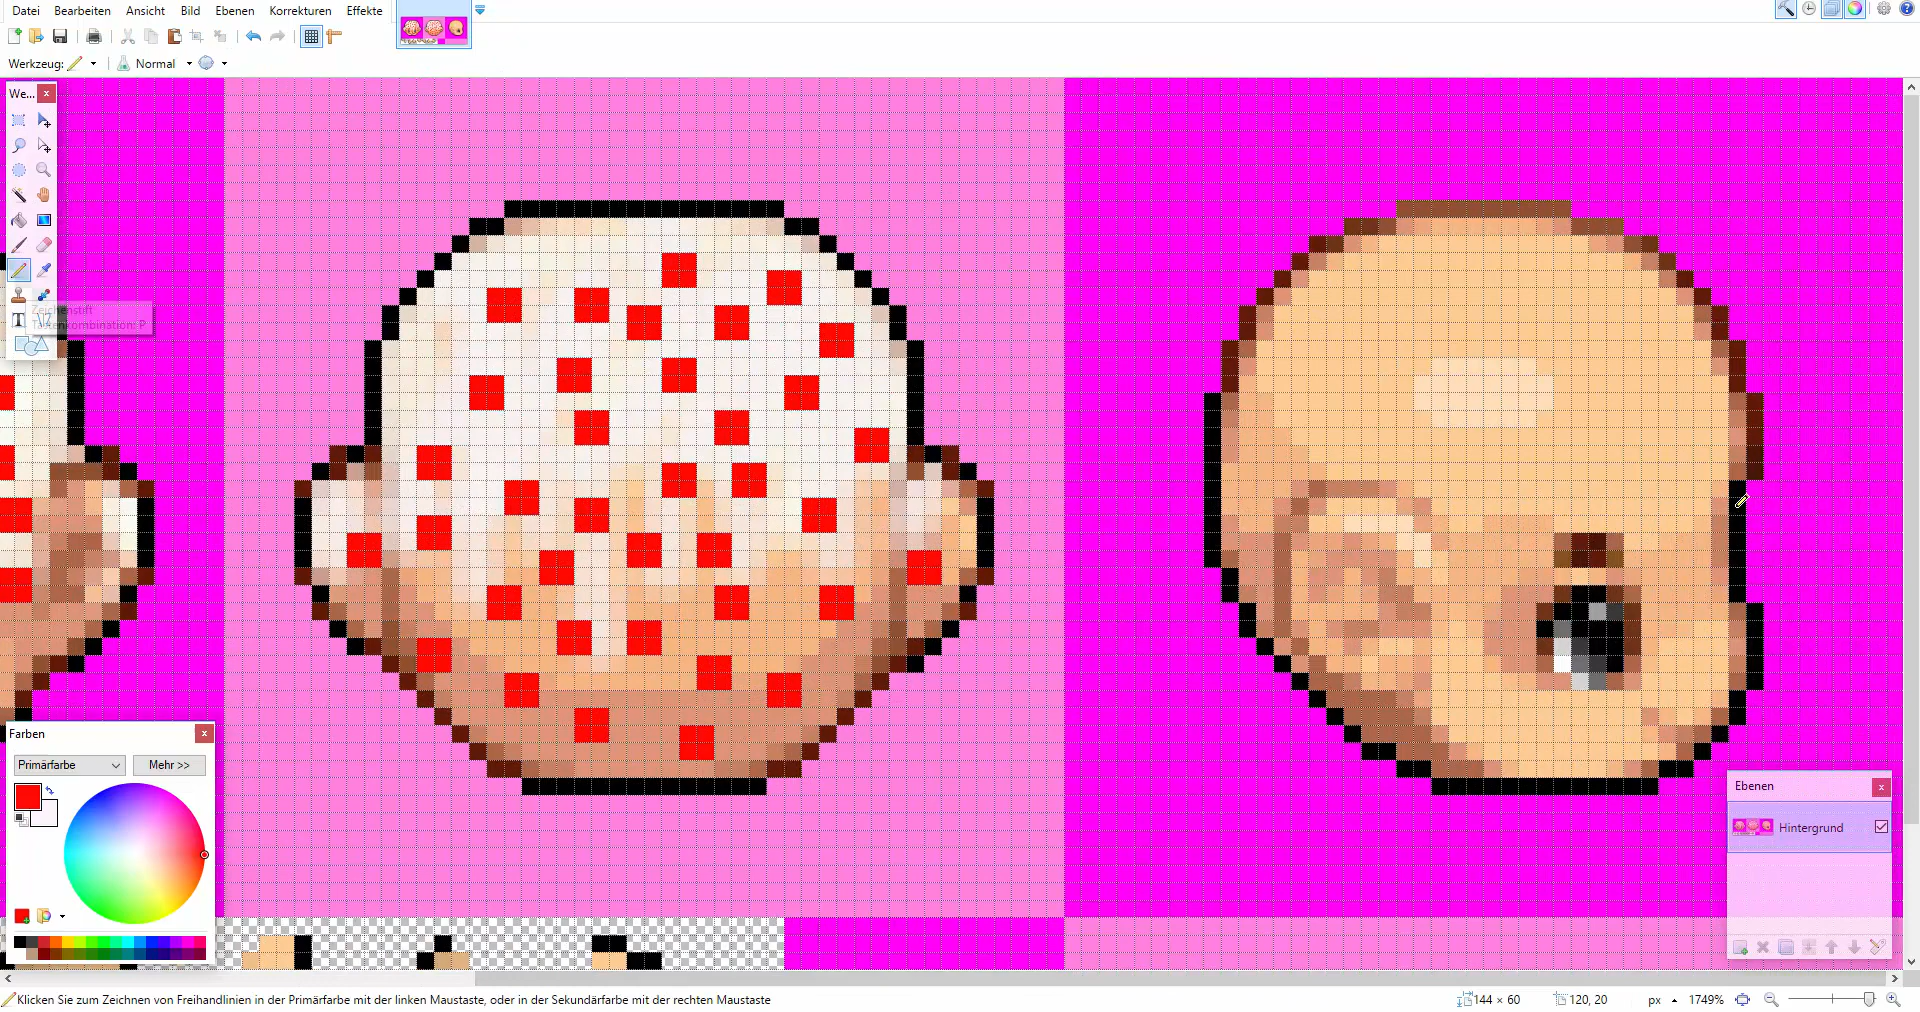 Datei Bearbeiten Ansicht Bild Ebenen Korrekturen Effekte
Werkzeug: Normal
We...
T
Zeichenstift
Tastenkombination: P
Farben
Primärfarbe Mehr >>
Ebenen
Hintergrund
Klicken Sie zum Zeichnen von Freihandlinien in der Primärfarbe mit der linken Maustaste, oder in der Sekundärfarbe mit der rechten Maustaste 144 × 60 120, 20 px 1749%